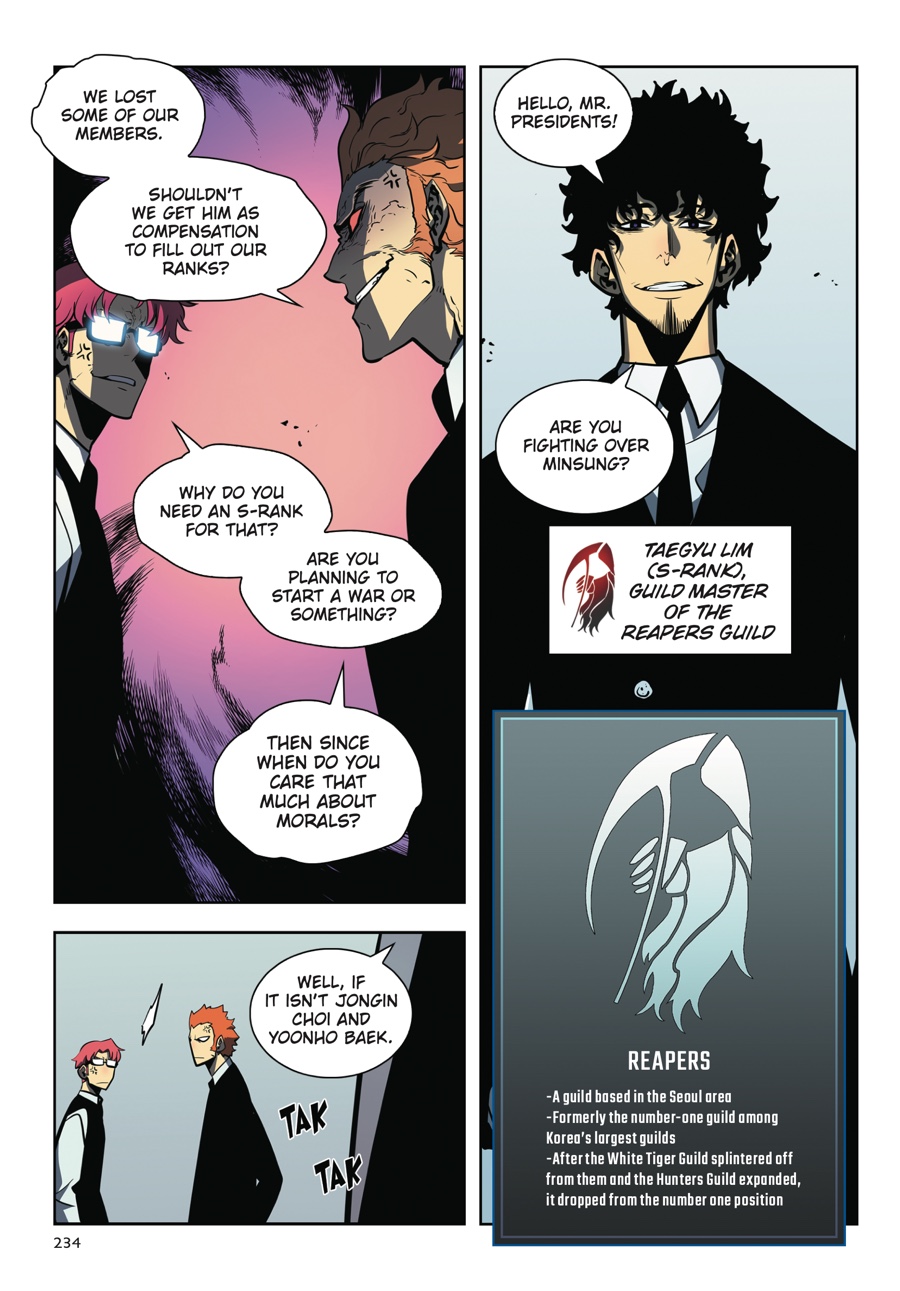 WE LOST
SOME OF OUR
MEMBERS.
SHOULDN'T
WE GET HIM AS
COMPENSATION
TO FILL OUT OUR
RANKS?
WHY DO YOU
NEED AN S-RANK
FOR THAT?
ARE YOU
PLANNING TO
START A WAR OR
SOMETHING?
THEN SINCE
WHEN DO YOU
CARE THAT
MUCH ABOUT
MORALS?
WELL, IF
IT ISN'T JONGIN
CHOI AND
YOONHO BAEK.
TAK
TAK
HELLO, MR.
PRESIDENTS!
ARE YOU
FIGHTING OVER
MINSUNG?
TAEGYU LIM
(S-RANK),
GUILD MASTER
OF THE
REAPERS GUILD
REAPERS
-A guild based in the Seoul area
-Formerly the number-one guild among
Korea's largest guilds
-After the White Tiger Guild splintered off
from them and the Hunters Guild expanded,
it dropped from the number one position
234